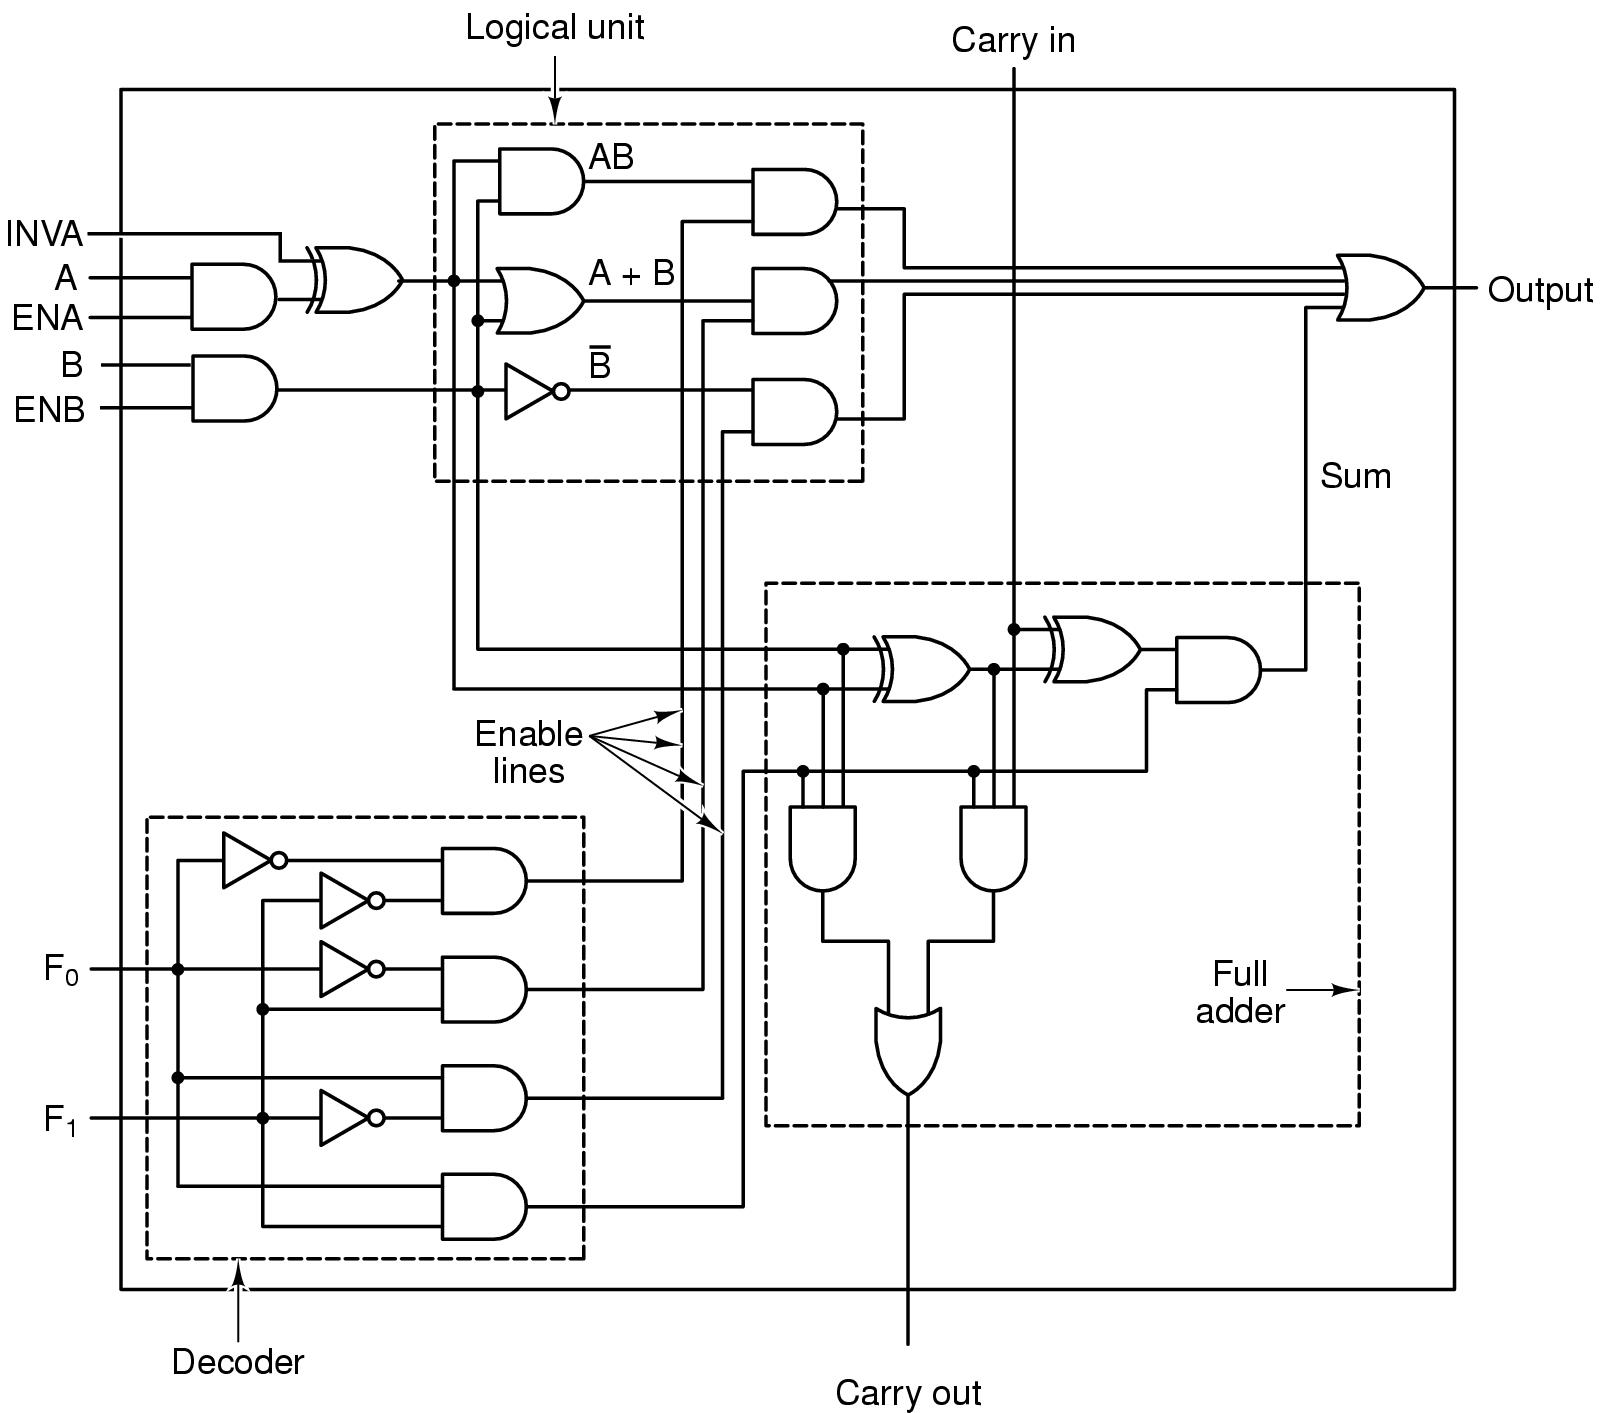 Logical unit
Carry in
AB
INVA
A
ENA
A + B
B
ENB
B̅
Output
Sum
Enable
lines
F₀
F₁
Full
adder
Decoder
Carry out